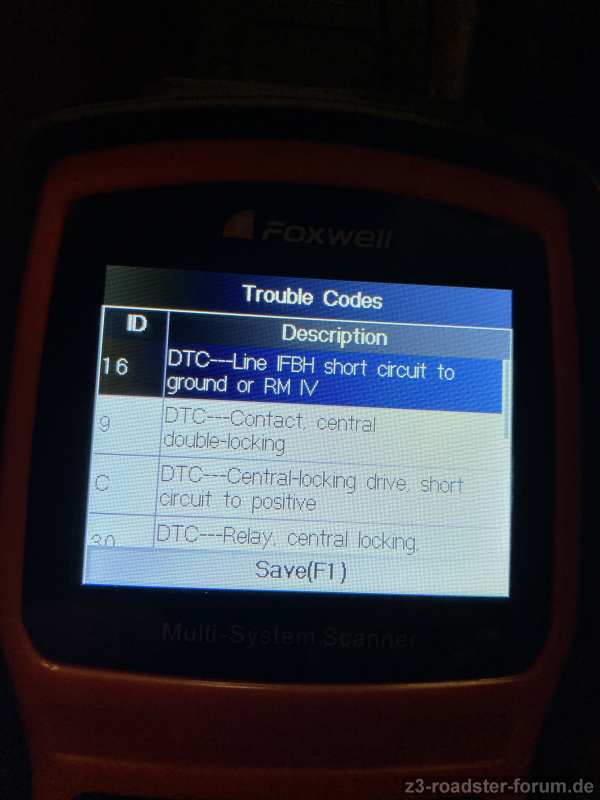 Foxwell
Trouble Codes
ID
Description
16
DTC---Line IFBH short circuit to
ground or RM IV
9
DTC---Contact, central
double-locking
C
DTC---Central-locking drive, short
circuit to positive
30
DTC---Relay, central locking,
Save(F1)
Multi-System Scanner
z3-roadster-forum.de